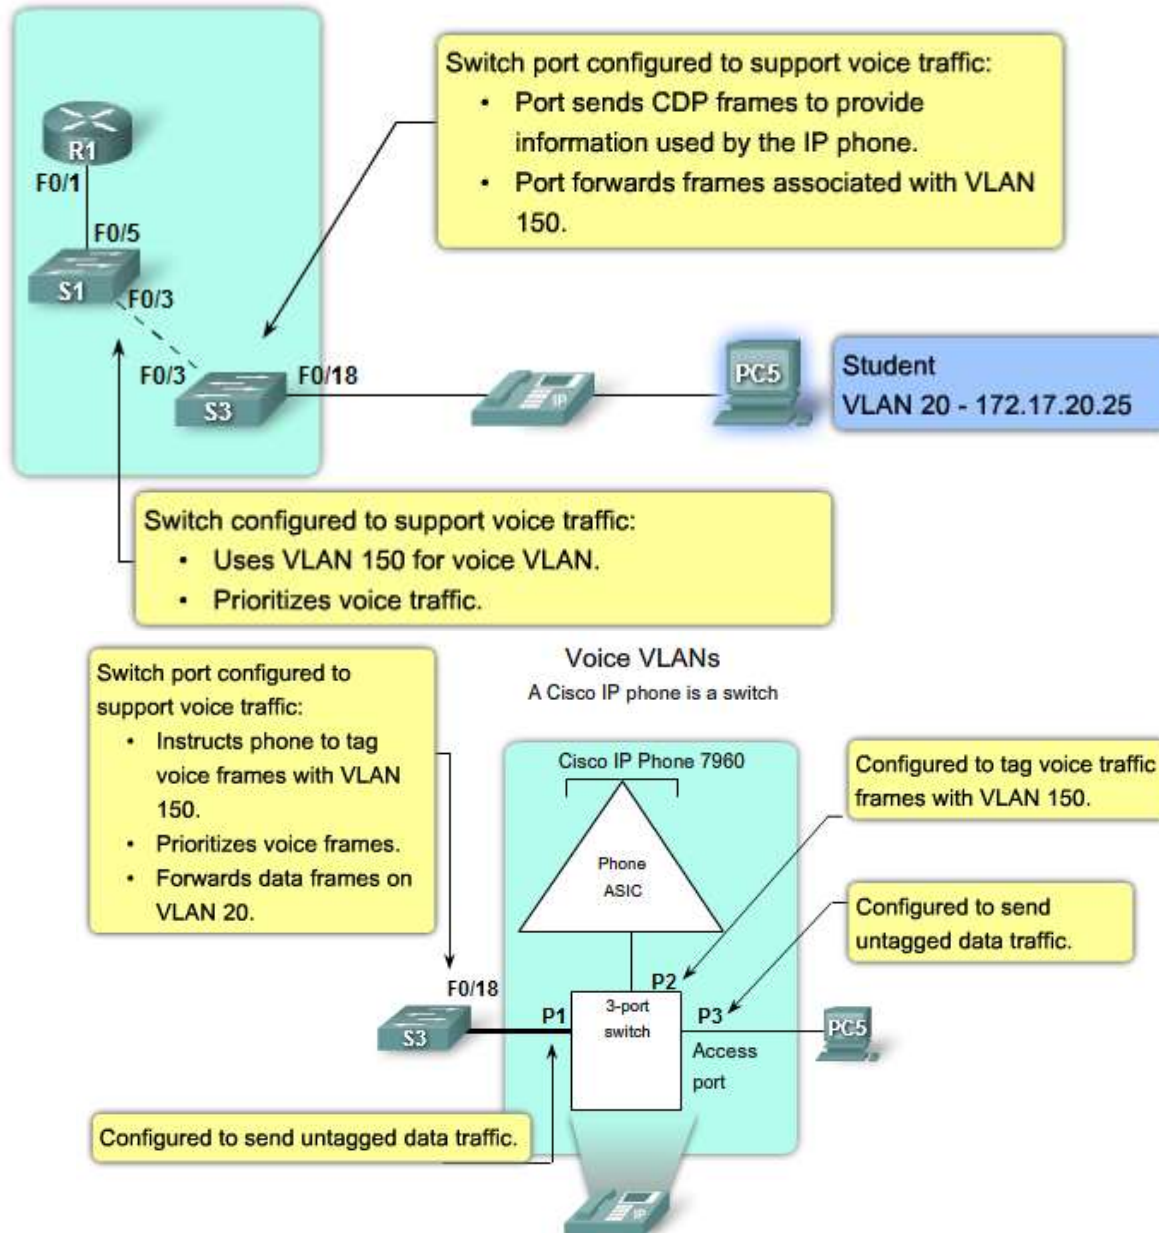 Switch port configured to support voice traffic:
• Port sends CDP frames to provide
information used by the IP phone.
• Port forwards frames associated with VLAN
150.
R1
F0/1
F0/5
S1
F0/3
F0/3
S3
F0/18
IP
PC5
Student
VLAN 20 - 172.17.20.25
Switch configured to support voice traffic:
• Uses VLAN 150 for voice VLAN.
• Prioritizes voice traffic.
Voice VLANs
A Cisco IP phone is a switch
Switch port configured to
support voice traffic:
• Instructs phone to tag
voice frames with VLAN
150.
• Prioritizes voice frames.
• Forwards data frames on
VLAN 20.
Cisco IP Phone 7960
Phone
ASIC
Configured to tag voice traffic
frames with VLAN 150.
Configured to send
untagged data traffic.
F0/18
S3
P1
P2
3-port
switch
P3
Access
port
PC5
Configured to send untagged data traffic.
IP